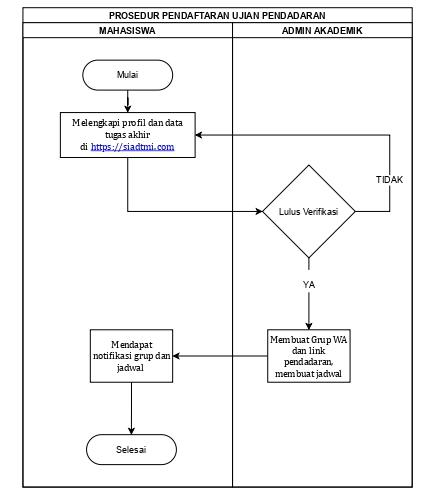 PROSEDUR PENDAFTARAN UJIAN PENDADARAN
MAHASISWA
ADMIN AKADEMIK
Mulai
Melengkapi profil dan data
tugas akhir
di https://siadtmi.com
TIDAK
Lulus Verifikasi
YA
Membuat Grup WA
dan link
pendadaran,
membuat jadwal
Mendapat
notifikasi grup dan
jadwal
Selesai